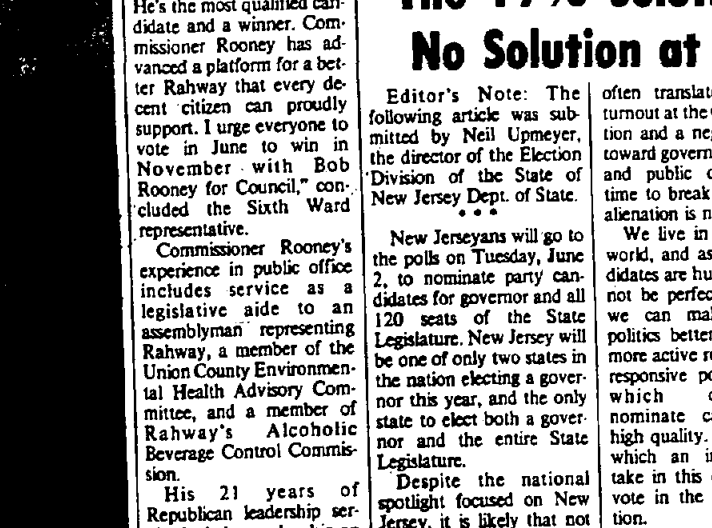 He's the most qualified can-
didate and a winner. Com-
missioner Rooney has ad-
vanced a platform for a bet-
ter Rahway that every de-
cent citizen can proudly
support. I urge everyone to
vote in June to win in
November with Bob
Rooney for Council," con-
cluded the Sixth Ward
representative.
Commissioner Rooney's
experience in public office
includes service as a
legislative aide to an
assemblyman representing
Rahway, a member of the
Union County Environmen-
tal Health Advisory Com-
mittee, and a member of
Rahway's Alcoholic
Beverage Control Commis-
sion.
His 21 years of
Republican leadership ser-
No Solution at
Editor's Note: The
following article was sub-
mitted by Neil Upmeyer,
the director of the Election
Division of the State of
New Jersey Dept. of State.
• • •
New Jerseyans will go to
the polls on Tuesday, June
2, to nominate party can-
didates for governor and all
120 seats of the State
Legislature. New Jersey will
be one of only two states in
the nation electing a gover-
nor this year, and the only
state to elect both a gover-
nor and the entire State
Legislature.
Despite the national
spotlight focused on New
Jersey, it is likely that not
often translat
turnout at the
tion and a ne
toward govern
and public
time to break
alienation is n
We live in
world, and as
didates are hu
not be perfec
we can ma
politics better
more active r
responsive po
which
nominate c
high quality.
which an i
take in this
vote in the
tion.